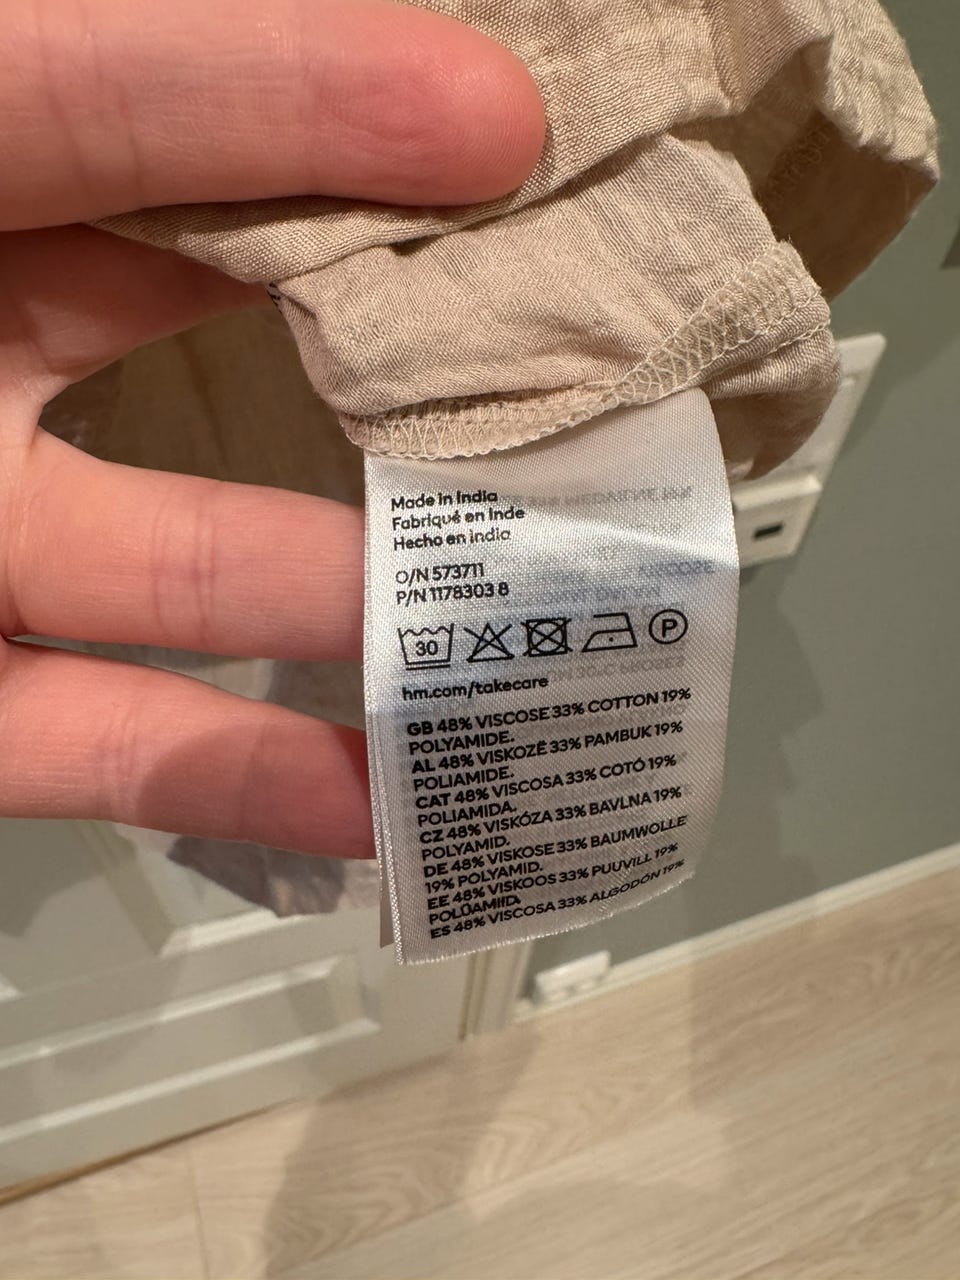 Made in India
Fabriqué en Inde
Hecho en India
O/N 573711
P/N 1178303 8
30
P
hm.com/takecare
GB 48% VISCOSE 33% COTTON 19%
POLYAMIDE.
AL 48% VISKOZË 33% PAMBUK 19%
POLIAMIDE.
CAT 48% VISCOSA 33% COTÓ 19%
POLIAMIDA.
CZ 48% VISKÓZA 33% BAVLNA 19%
POLYAMID.
DE 48% VISKOSE 33% BAUMWOLLE
19% POLYAMID.
EE 48% VISKOOS 33% PUUVILL 19%
POLÜAMIID.
ES 48% VISCOSA 33% ALGODÓN 19%